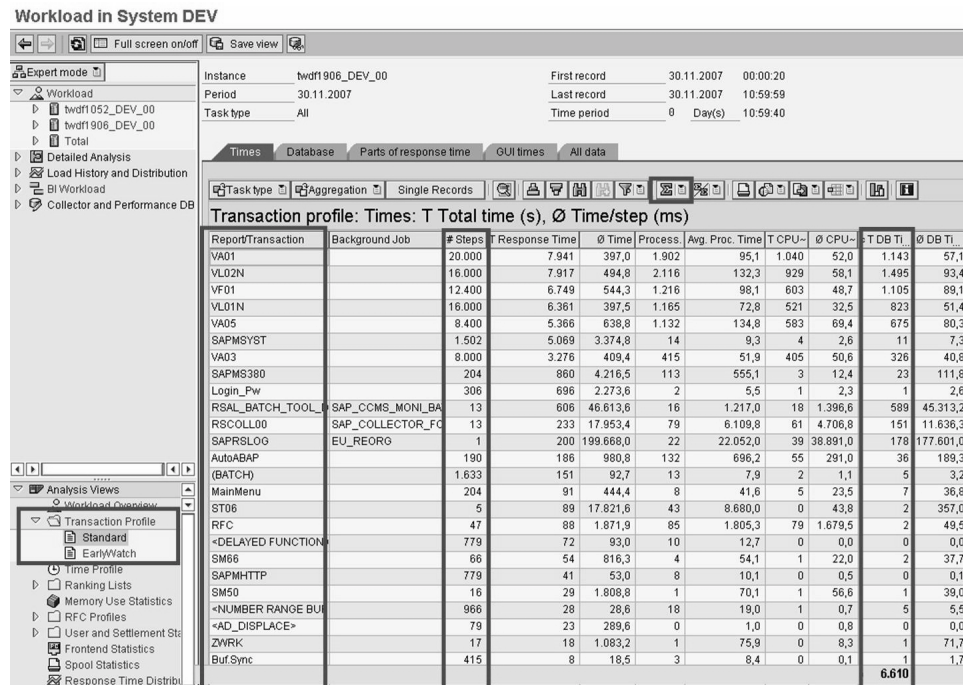 Workload in System DEV
Full screen on/off Save view
Expert mode
Workload
twdf1052_DEV_00
twdf1906_DEV_00
Total
Detailed Analysis
Load History and Distribution
BI Workload
Collector and Performance DB
Analysis Views
Workload Overview
Transaction Profile
Standard
EarlyWatch
Time Profile
Ranking Lists
Memory Use Statistics
RFC Profiles
User and Settlement Sta
Frontend Statistics
Spool Statistics
Response Time Distribu
Instance twdf1906_DEV_00 First record 30.11.2007 00:00:20
Period 30.11.2007 Last record 30.11.2007 10:59:59
Task type All Time period 0 Day(s) 10:59:40
Times Database Parts of response time GUI times All data
Task type Aggregation Single Records
Transaction profile: Times: T Total time (s), Ø Time/step (ms)
Report/Transaction Background Job # Steps T Response Time Ø Time Process. Avg. Proc. Time T CPU~ Ø CPU~ T DB Ti... Ø DB Ti...
VA01 20.000 7.941 397,0 1.902 95,1 1.040 52,0 1.143 57,1
VL02N 16.000 7.917 494,8 2.116 132,3 929 58,1 1.495 93,4
VF01 12.400 6.749 544,3 1.216 98,1 603 48,7 1.105 89,1
VL01N 16.000 6.361 397,5 1.165 72,8 521 32,5 823 51,4
VA05 8.400 5.366 638,8 1.132 134,8 583 69,4 675 80,3
SAPMSYST 1.502 5.069 3.374,8 14 9,3 4 2,6 11 7,3
VA03 8.000 3.276 409,4 415 51,9 405 50,6 326 40,8
SAPMS380 204 860 4.216,5 113 555,1 3 12,4 23 111,8
Login_Pw 306 696 2.273,6 2 5,5 1 2,3 1 2,6
RSAL_BATCH_TOOL_ SAP_CCMS_MONI_BA 13 606 46.613,6 16 1.217,0 18 1.396,6 589 45.313,2
RSCOLL00 SAP_COLLECTOR_FO 13 233 17.953,4 79 6.109,8 61 4.706,8 151 11.636,3
SAPRSLOG EU_REORG 1 200 199.668,0 22 22.052,0 39 38.891,0 178 177.601,0
AutoABAP 190 186 980,8 132 696,2 55 291,0 36 189,3
(BATCH) 1.633 151 92,7 13 7,9 2 1,1 5 3,2
MainMenu 204 91 444,4 8 41,6 5 23,5 7 36,8
ST06 5 89 17.821,6 43 8.680,0 0 43,8 2 357,0
RFC 47 88 1.871,9 85 1.805,3 79 1.679,5 2 49,5
<DELAYED FUNCTION 779 72 93,0 10 12,7 0 0,0 0 0,0
SM66 66 54 816,3 4 54,1 1 22,0 2 37,7
SAPMHTTP 779 41 53,0 8 10,1 0 0,5 0 0,1
SM50 16 29 1.808,8 1 70,1 1 56,6 1 39,0
<NUMBER RANGE BU 966 28 28,6 18 19,0 1 0,7 5 5,5
<AD_DISPLACE> 79 23 289,6 0 1,0 0 0,8 0 0,0
ZWRK 17 18 1.083,2 1 75,9 0 8,3 1 71,7
Buf.Sync 415 8 18,5 3 8,4 0 0,1 1 1,7
6.610